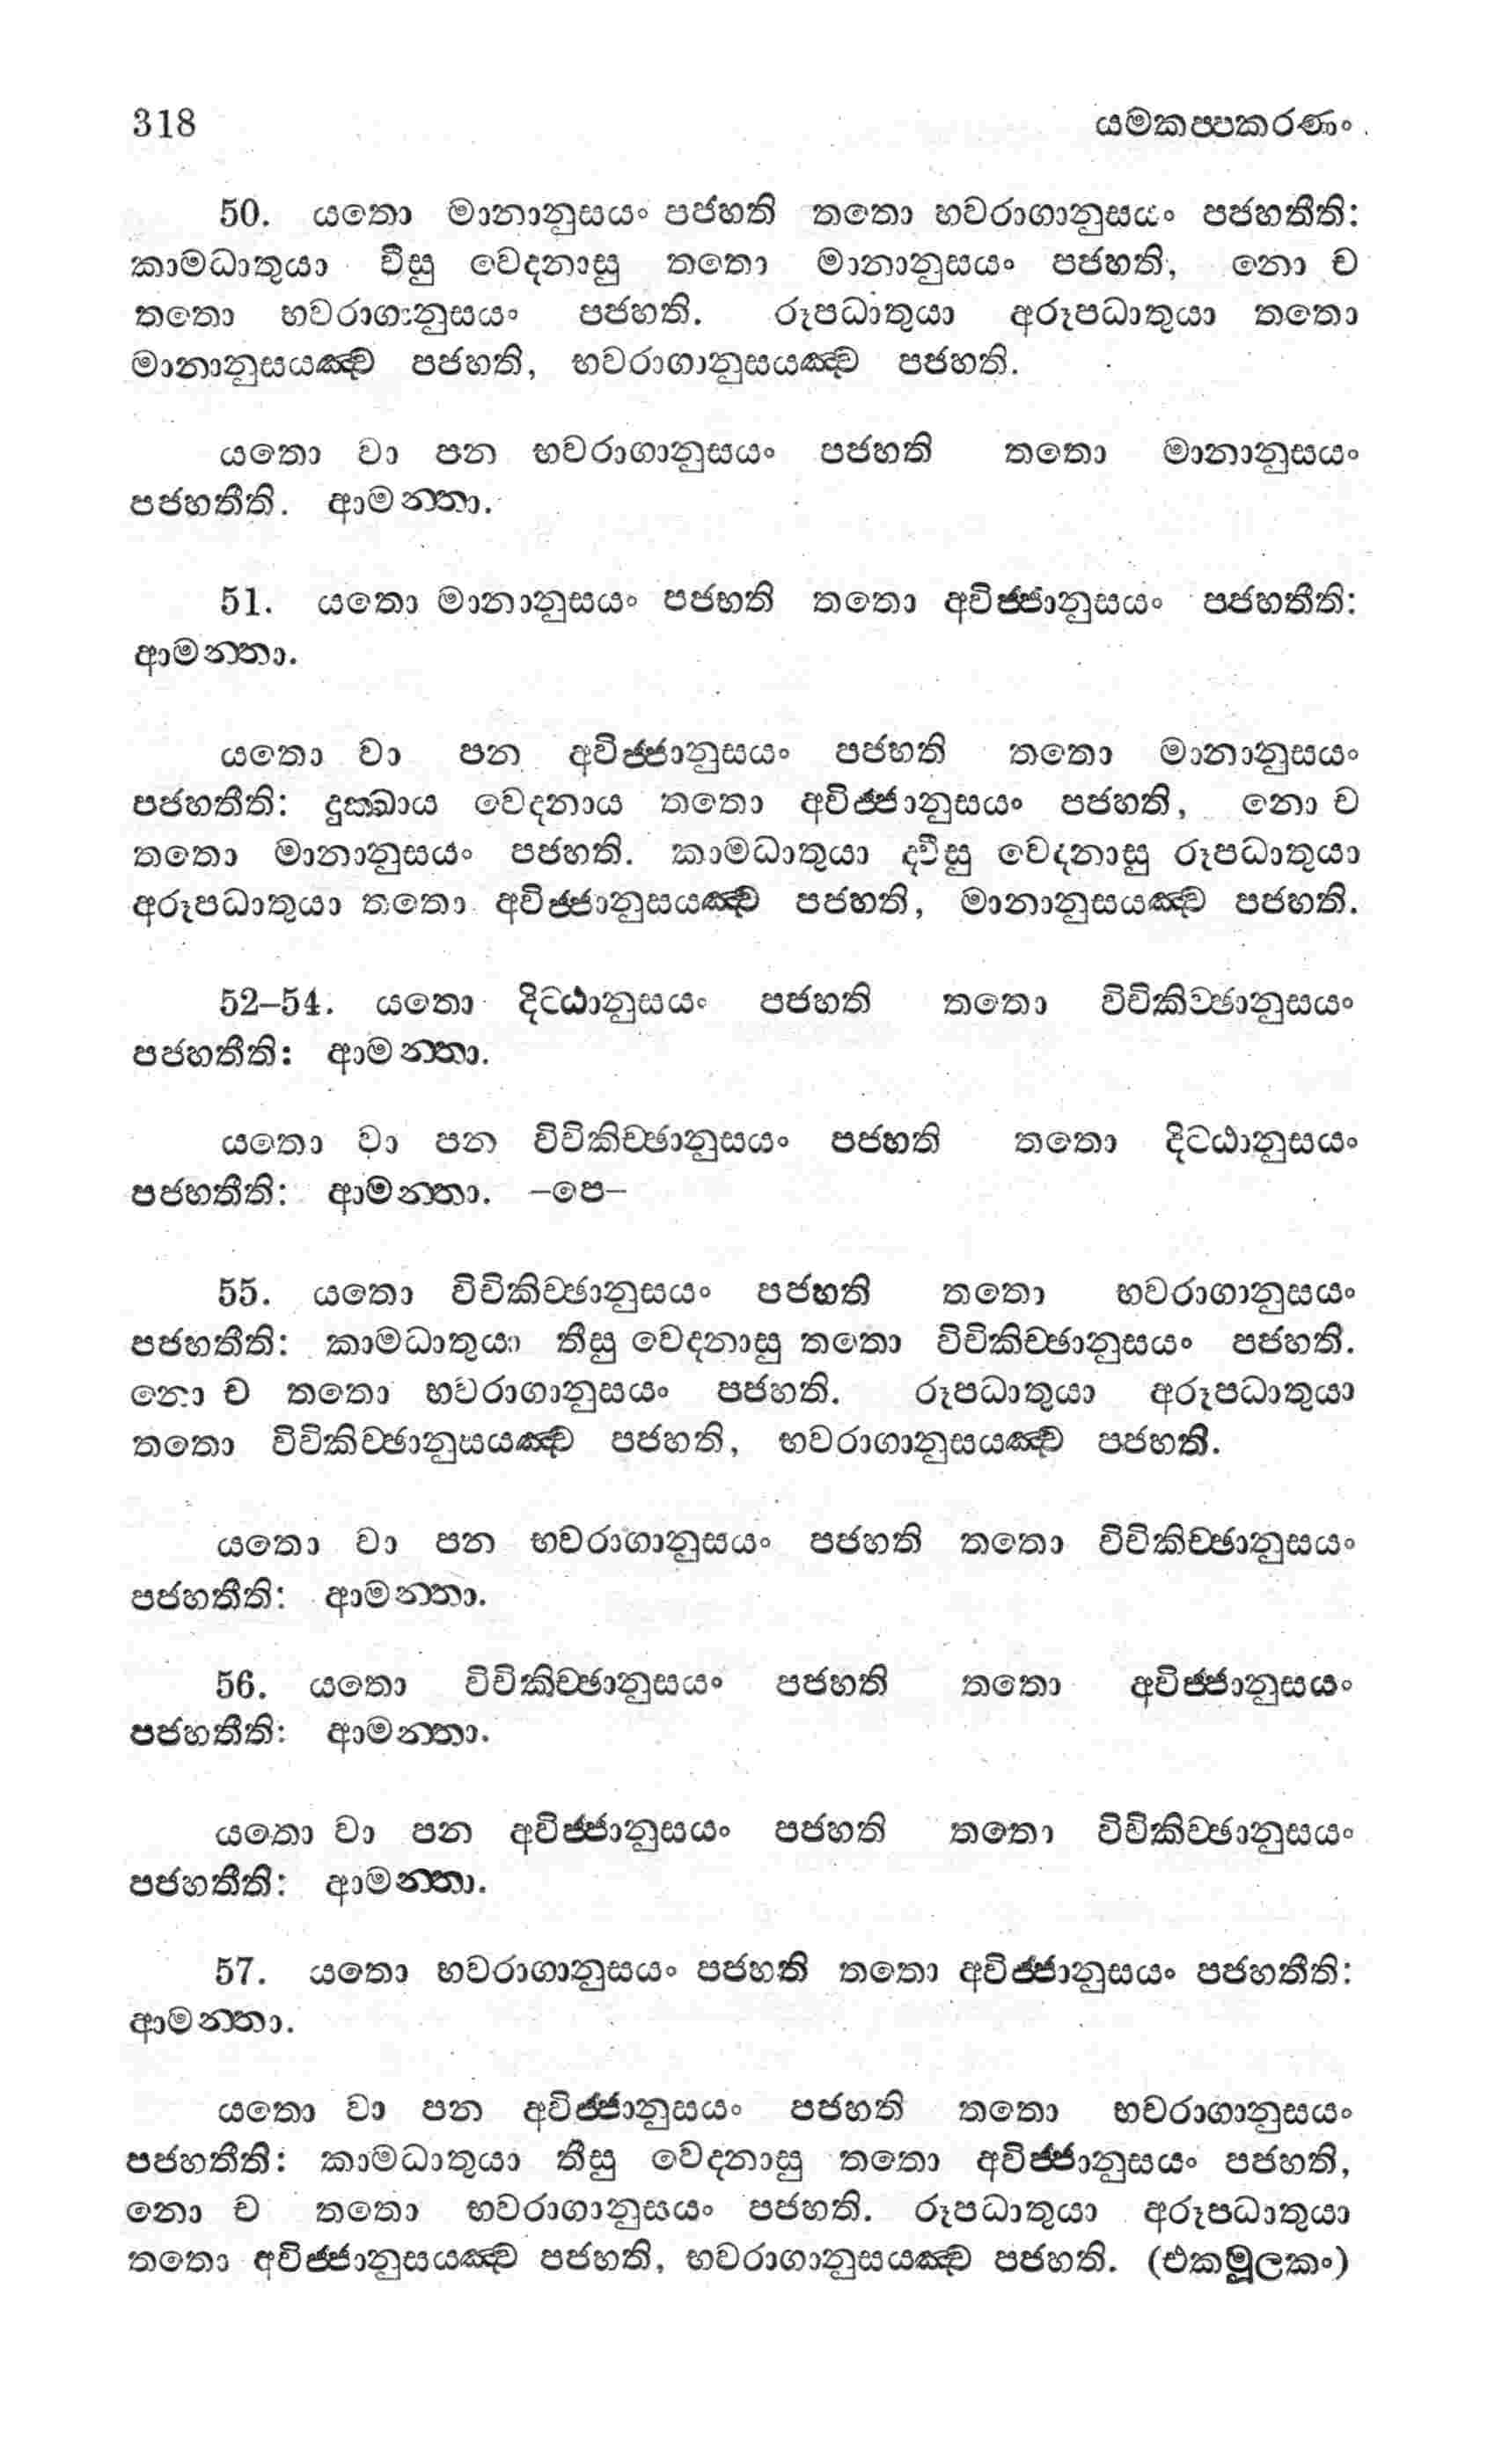 318 යමකප්පකරණං
50. යතො මානානුසයං පජහති තතො භවරාගානුසයං පජහතීති:
කාමධාතුයා වීසු වෙදනාසු තතො මානානුසයං පජහති, නො ච
තතො භවරාගානුසයං පජහති. රූපධාතුයා අරූපධාතුයා තතො
මානානුසයඤ්ච පජහති, භවරාගානුසයඤ්ච පජහති.
යතො වා පන භවරාගානුසයං පජහති තතො මානානුසයං
පජහතීති. ආමන්තා.
51. යතො මානානුසයං පජහති තතො අවිජ්ජානුසයං පජහතීති:
ආමන්තා.
යතො වා පන අවිජ්ජානුසයං පජහති තතො මානානුසයං
පජහතීති: දුක්ඛාය වෙදනාය තතො අවිජ්ජානුසයං පජහති, නො ච
තතො මානානුසයං පජහති. කාමධාතුයා ද්වීසු වෙදනාසු රූපධාතුයා
අරූපධාතුයා තතො අවිජ්ජානුසයඤ්ච පජහති, මානානුසයඤ්ච පජහති.
52–54. යතො දිට්ඨානුසයං පජහති තතො විචිකිච්ඡානුසයං
පජහතීති: ආමන්තා.
යතො වා පන විචිකිච්ඡානුසයං පජහති තතො දිට්ඨානුසයං
පජහතීති: ආමන්තා. –පෙ–
55. යතො විචිකිච්ඡානුසයං පජහති තතො භවරාගානුසයං
පජහතීති: කාමධාතුයා තීසු වෙදනාසු තතො විචිකිච්ඡානුසයං පජහති.
නො ච තතො භවරාගානුසයං පජහති. රූපධාතුයා අරූපධාතුයා
තතො විචිකිච්ඡානුසයඤ්ච පජහති, භවරාගානුසයඤ්ච පජහති.
යතො වා පන භවරාගානුසයං පජහති තතො විචිකිච්ඡානුසයං
පජහතීති: ආමන්තා.
56. යතො විචිකිච්ඡානුසයං පජහති තතො අවිජ්ජානුසයං
පජහතීති: ආමන්තා.
යතො වා පන අවිජ්ජානුසයං පජහති තතො විචිකිච්ඡානුසයං
පජහතීති: ආමන්තා.
57. යතො භවරාගානුසයං පජහති තතො අවිජ්ජානුසයං පජහතීති:
ආමන්තා.
යතො වා පන අවිජ්ජානුසයං පජහති තතො භවරාගානුසයං
පජහතීති: කාමධාතුයා තීසු වෙදනාසු තතො අවිජ්ජානුසයං පජහති,
නො ච තතො භවරාගානුසයං පජහති. රූපධාතුයා අරූපධාතුයා
තතො අවිජ්ජානුසයඤ්ච පජහති, භවරාගානුසයඤ්ච පජහති. (එකමූලකං)